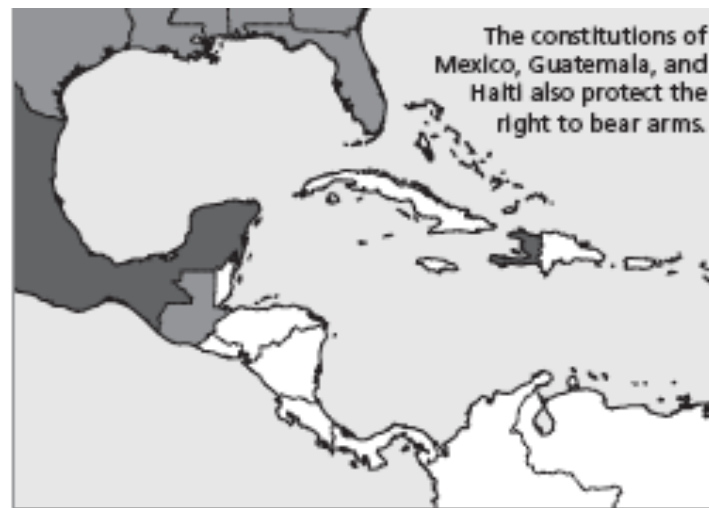 The constitutions of
Mexico, Guatemala, and
Haiti also protect the
right to bear arms.